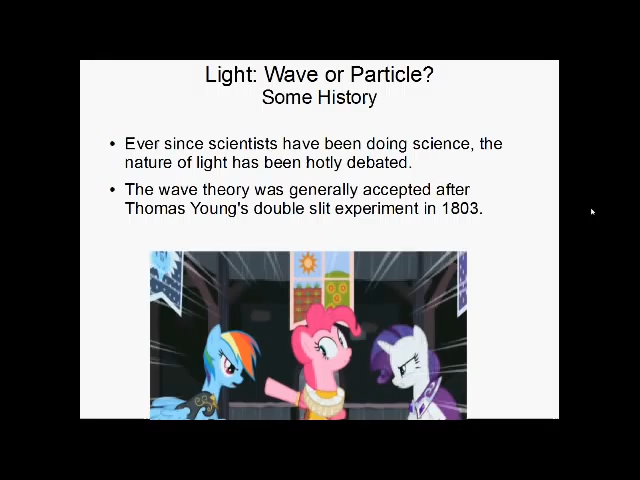 Light: Wave or Particle?
Some History
• Ever since scientists have been doing science, the
nature of light has been hotly debated.
• The wave theory was generally accepted after
Thomas Young's double slit experiment in 1803.